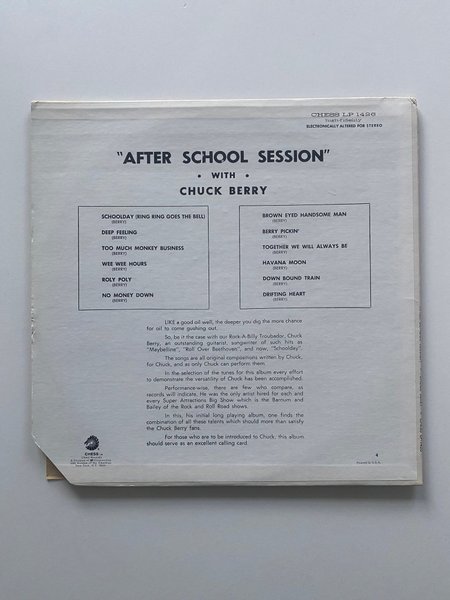 CHESS LP 1426
High-Fidelity
ELECTRONICALLY ALTERED FOR STEREO
"AFTER SCHOOL SESSION"
• WITH •
CHUCK BERRY
SCHOOLDAY (RING RING GOES THE BELL)
(BERRY)
DEEP FEELING
(BERRY)
TOO MUCH MONKEY BUSINESS
(BERRY)
WEE WEE HOURS
(BERRY)
ROLY POLY
(BERRY)
NO MONEY DOWN
(BERRY)
BROWN EYED HANDSOME MAN
(BERRY)
BERRY PICKIN'
(BERRY)
TOGETHER WE WILL ALWAYS BE
(BERRY)
HAVANA MOON
(BERRY)
DOWN BOUND TRAIN
(BERRY)
DRIFTING HEART
(BERRY)
LIKE a good oil well, the deeper you dig the more chance
for oil to come gushing out.
So, be it the case with our Rock-A-Billy Troubador, Chuck
Berry, an outstanding guitarist, songwriter of such hits as
"Maybelline", "Roll Over Beethoven", and now, "Schoolday".
The songs are all original compositions written by Chuck,
for Chuck, and as only Chuck can perform them.
In the selection of the tunes for this album every effort
to demonstrate the versatility of Chuck has been accomplished.
Performance-wise, there are few who compare, as
records will indicate. He was the only artist hired for each and
every Super Attractions Big Show which is the Barnum and
Bailey of the Rock and Roll Road shows.
In this, his initial long playing album, one finds the
combination of all these talents which should more than satisfy
the Chuck Berry fans.
For those who are to be introduced to Chuck, this album
should serve as an excellent calling card.
CHESS
4
Printed in U.S.A.